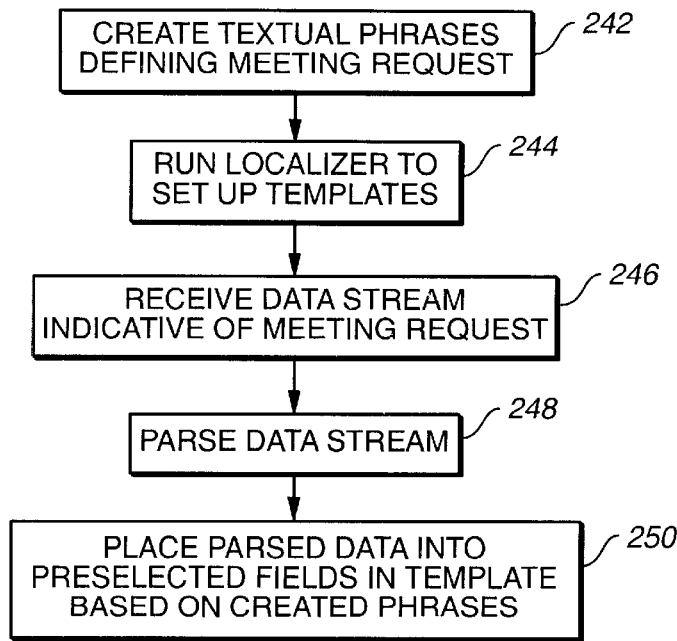 CREATE TEXTUAL PHRASES
DEFINING MEETING REQUEST
242
RUN LOCALIZER TO
SET UP TEMPLATES
244
RECEIVE DATA STREAM
INDICATIVE OF MEETING REQUEST
246
PARSE DATA STREAM
248
PLACE PARSED DATA INTO
PRESELECTED FIELDS IN TEMPLATE
BASED ON CREATED PHRASES
250